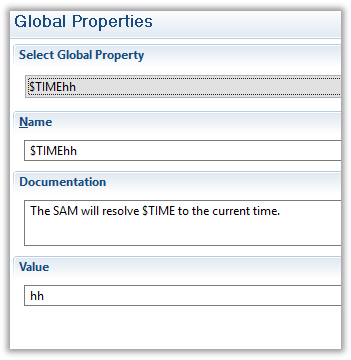 Global Properties
Select Global Property
$TIMEhh
Name
$TIMEhh
Documentation
The SAM will resolve $TIME to the current time.
Value
hh